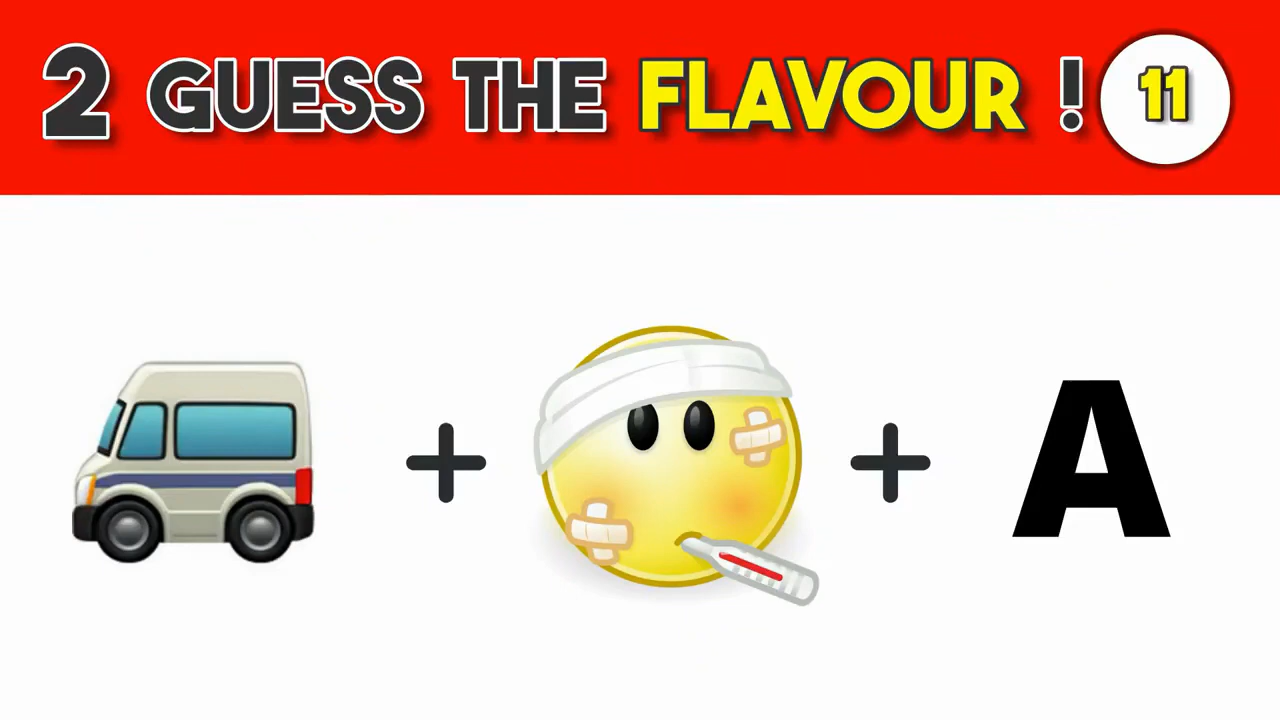 2 GUESS THE FLAVOUR ! 11
+ + A